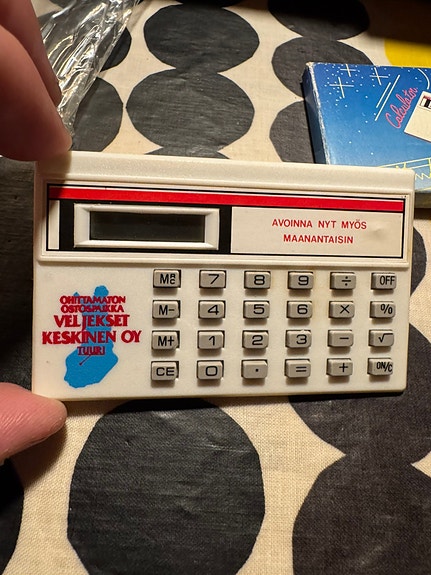 Calculator
AVOINNA NYT MYÖS
MAANANTAISIN
OHITTAMATON
OSTOSPAIKKA
VELJEKSET
KESKINEN OY
TUURI
MRC 7 8 9 ÷ OFF
M- 4 5 6 × %
M+ 1 2 3 − √
CE 0 · = + ON/C